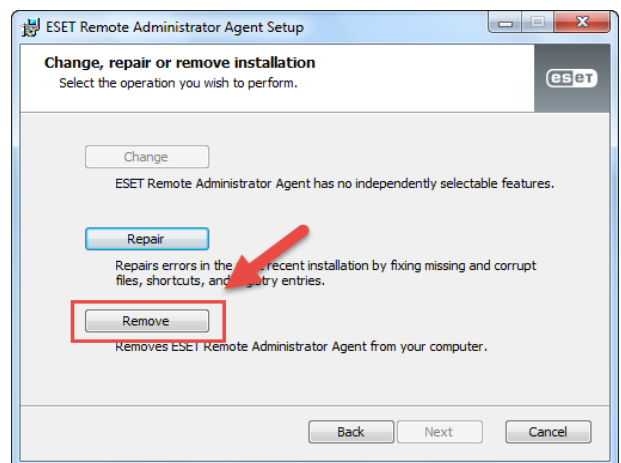 ESET Remote Administrator Agent Setup
Change, repair or remove installation
Select the operation you wish to perform.
eseT
Change
ESET Remote Administrator Agent has no independently selectable features.
Repair
Repairs errors in the recent installation by fixing missing and corrupt
files, shortcuts, and registry entries.
Remove
Removes ESET Remote Administrator Agent from your computer.
Back
Next
Cancel